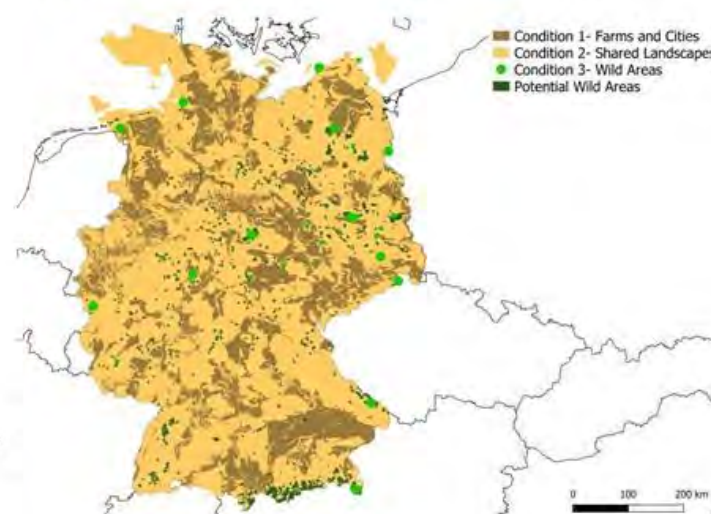 Condition 1- Farms and Cities
Condition 2- Shared Landscapes
Condition 3- Wild Areas
Potential Wild Areas
0 100 200 km